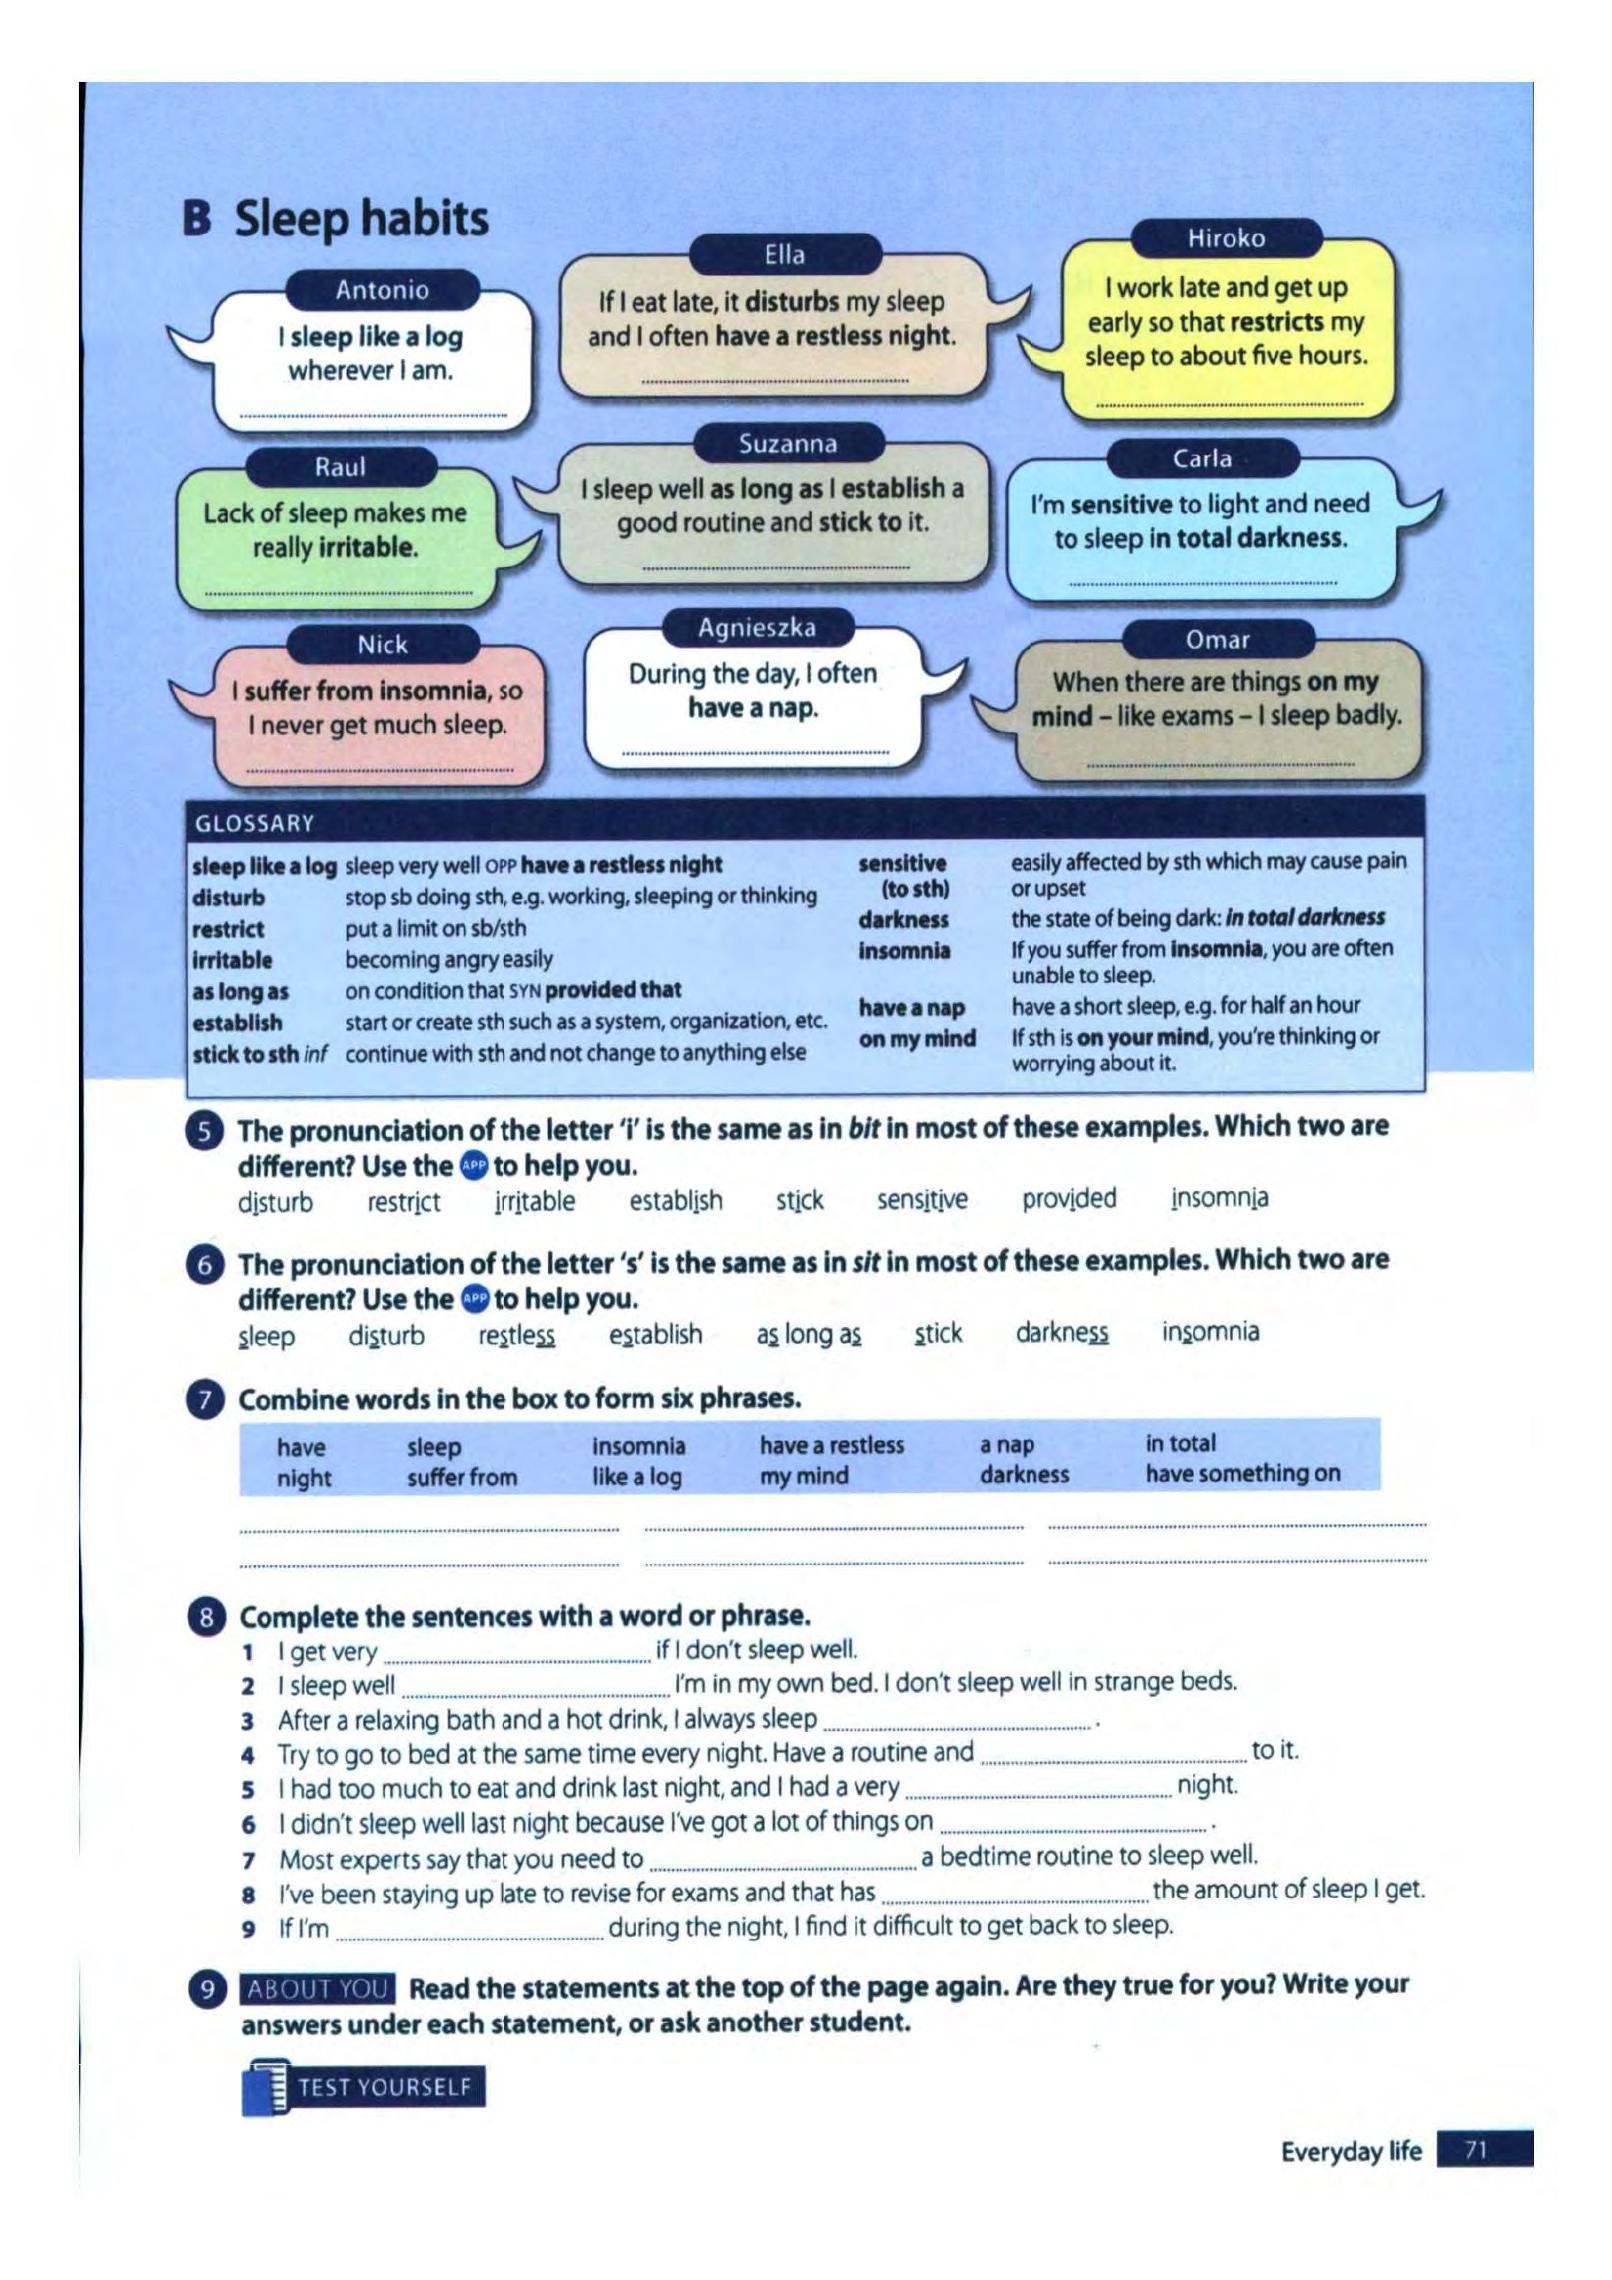 B Sleep habits
Antonio
I sleep like a log
wherever I am.
Ella
If I eat late, it disturbs my sleep
and I often have a restless night.
Hiroko
I work late and get up
early so that restricts my
sleep to about five hours.
Raul
Lack of sleep makes me
really irritable.
Suzanna
I sleep well as long as I establish a
good routine and stick to it.
Carla
I'm sensitive to light and need
to sleep in total darkness.
Nick
I suffer from insomnia, so
I never get much sleep.
Agnieszka
During the day, I often
have a nap.
Omar
When there are things on my
mind – like exams – I sleep badly.
GLOSSARY
sleep like a log sleep very well OPP have a restless night
disturb stop sb doing sth, e.g. working, sleeping or thinking
restrict put a limit on sb/sth
irritable becoming angry easily
as long as on condition that SYN provided that
establish start or create sth such as a system, organization, etc.
stick to sth inf continue with sth and not change to anything else
sensitive easily affected by sth which may cause pain
(to sth) or upset
darkness the state of being dark: in total darkness
insomnia If you suffer from insomnia, you are often
unable to sleep.
have a nap have a short sleep, e.g. for half an hour
on my mind If sth is on your mind, you're thinking or
worrying about it.
5 The pronunciation of the letter 'i' is the same as in bit in most of these examples. Which two are
different? Use the APP to help you.
disturb restrict irritable establish stick sensitive provided insomnia
6 The pronunciation of the letter 's' is the same as in sit in most of these examples. Which two are
different? Use the APP to help you.
sleep disturb restless establish as long as stick darkness insomnia
7 Combine words in the box to form six phrases.
have sleep insomnia have a restless a nap in total
night suffer from like a log my mind darkness have something on
8 Complete the sentences with a word or phrase.
1 I get very if I don't sleep well.
2 I sleep well I'm in my own bed. I don't sleep well in strange beds.
3 After a relaxing bath and a hot drink, I always sleep .
4 Try to go to bed at the same time every night. Have a routine and to it.
5 I had too much to eat and drink last night, and I had a very night.
6 I didn't sleep well last night because I've got a lot of things on .
7 Most experts say that you need to a bedtime routine to sleep well.
8 I've been staying up late to revise for exams and that has the amount of sleep I get.
9 If I'm during the night, I find it difficult to get back to sleep.
9 ABOUT YOU Read the statements at the top of the page again. Are they true for you? Write your
answers under each statement, or ask another student.
TEST YOURSELF
Everyday life 71